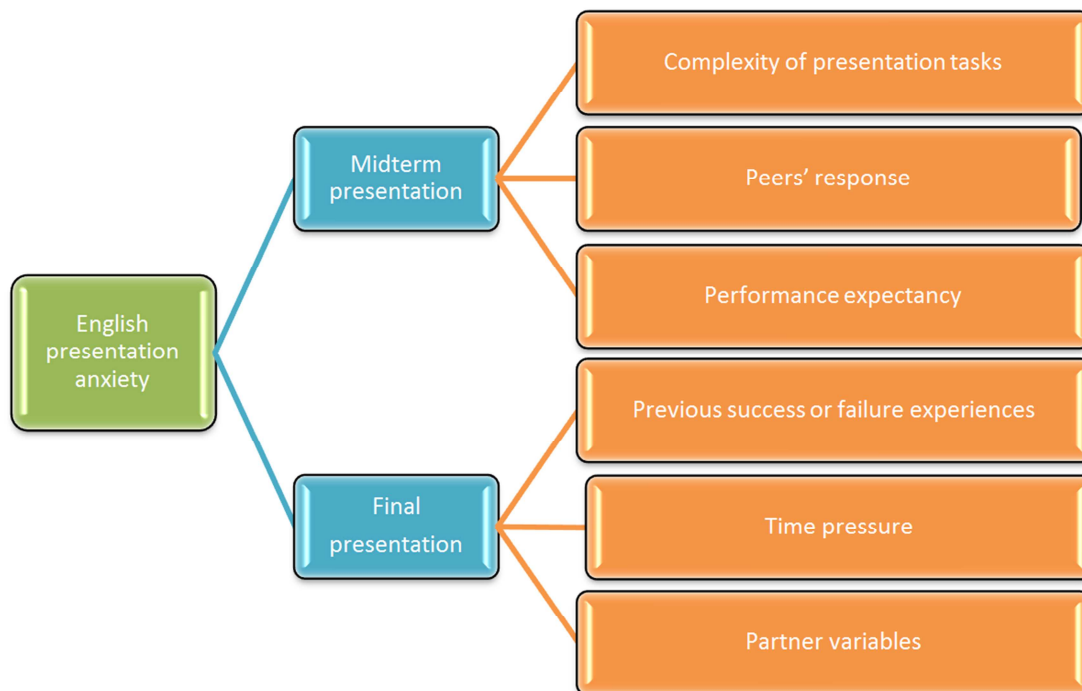 English
presentation
anxiety
Midterm
presentation
Complexity of presentation tasks
Peers’ response
Performance expectancy
Final
presentation
Previous success or failure experiences
Time pressure
Partner variables